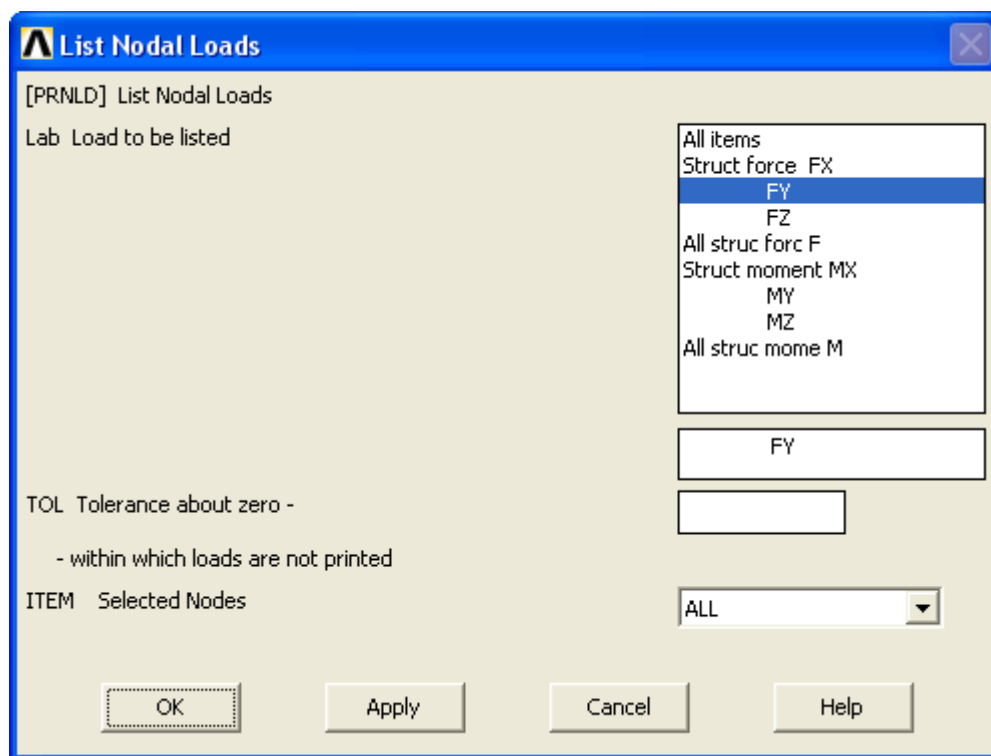 List Nodal Loads
[PRNLD] List Nodal Loads
Lab Load to be listed
All items
Struct force FX
FY
FZ
All struc forc F
Struct moment MX
MY
MZ
All struc mome M
FY
TOL Tolerance about zero -
- within which loads are not printed
ITEM Selected Nodes
ALL
OK Apply Cancel Help